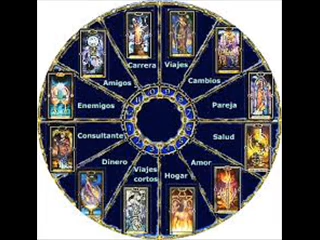 Carrera
Viajes
Amigos
Cambios
Enemigos
Pareja
Consultante
Salud
Dinero
Amor
Viajes
cortos
Hogar